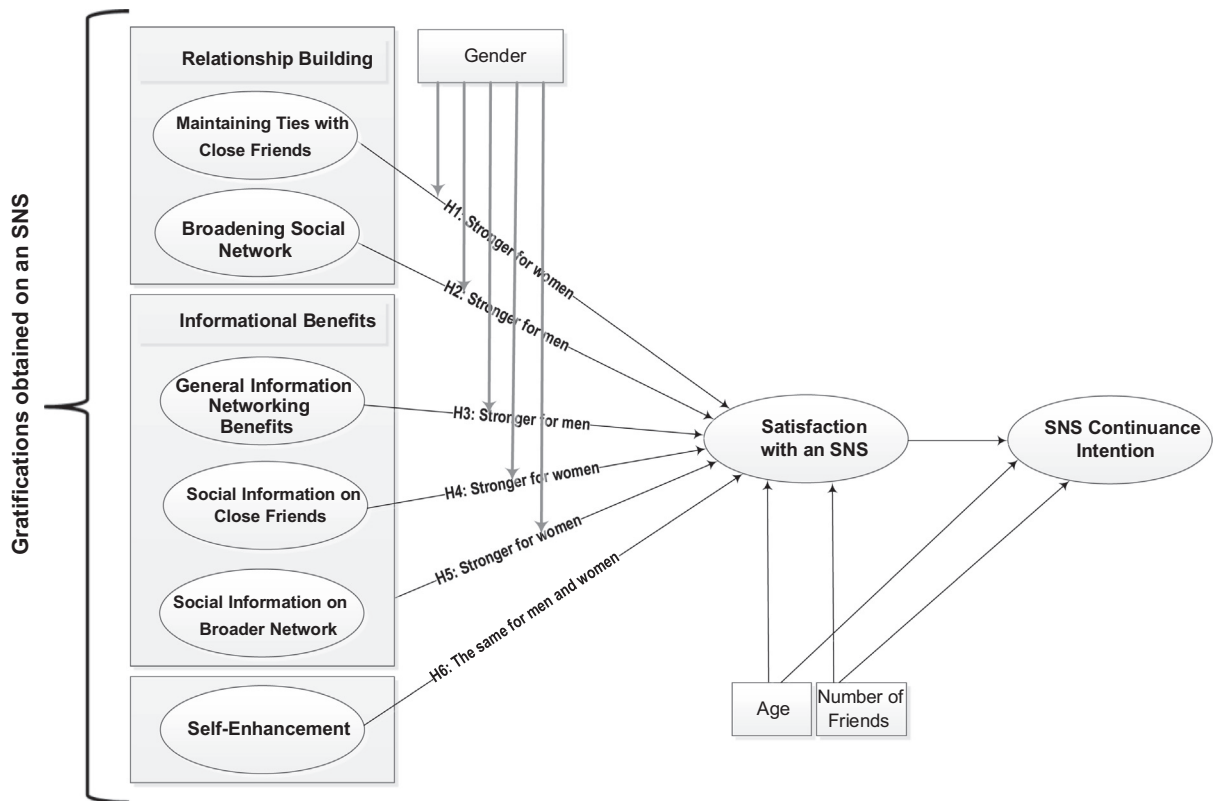 Gratifications obtained on an SNS
Relationship Building
Maintaining Ties with
Close Friends
Broadening Social
Network
Informational Benefits
General Information
Networking
Benefits
Social Information on
Close Friends
Social Information on
Broader Network
Self-Enhancement
Gender
H1: Stronger for women
H2: Stronger for men
H3: Stronger for men
H4: Stronger for women
H5: Stronger for women
H6: The same for men and women
Satisfaction
with an SNS
SNS Continuance
Intention
Age
Number of
Friends